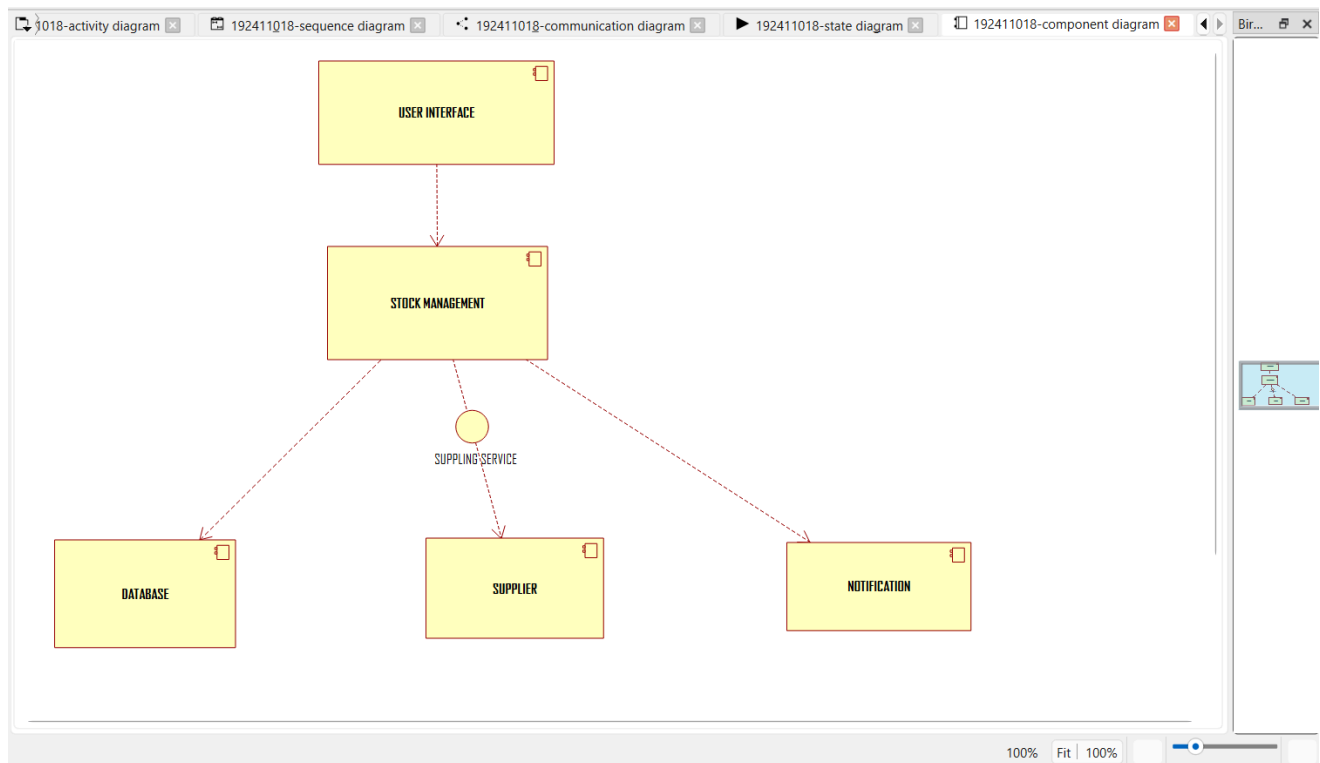 1018-activity diagram
192411018-sequence diagram
192411018-communication diagram
192411018-state diagram
192411018-component diagram
Bir...
USER INTERFACE
STOCK MANAGEMENT
SUPPLING SERVICE
DATABASE
SUPPLIER
NOTIFICATION
100%
Fit
100%